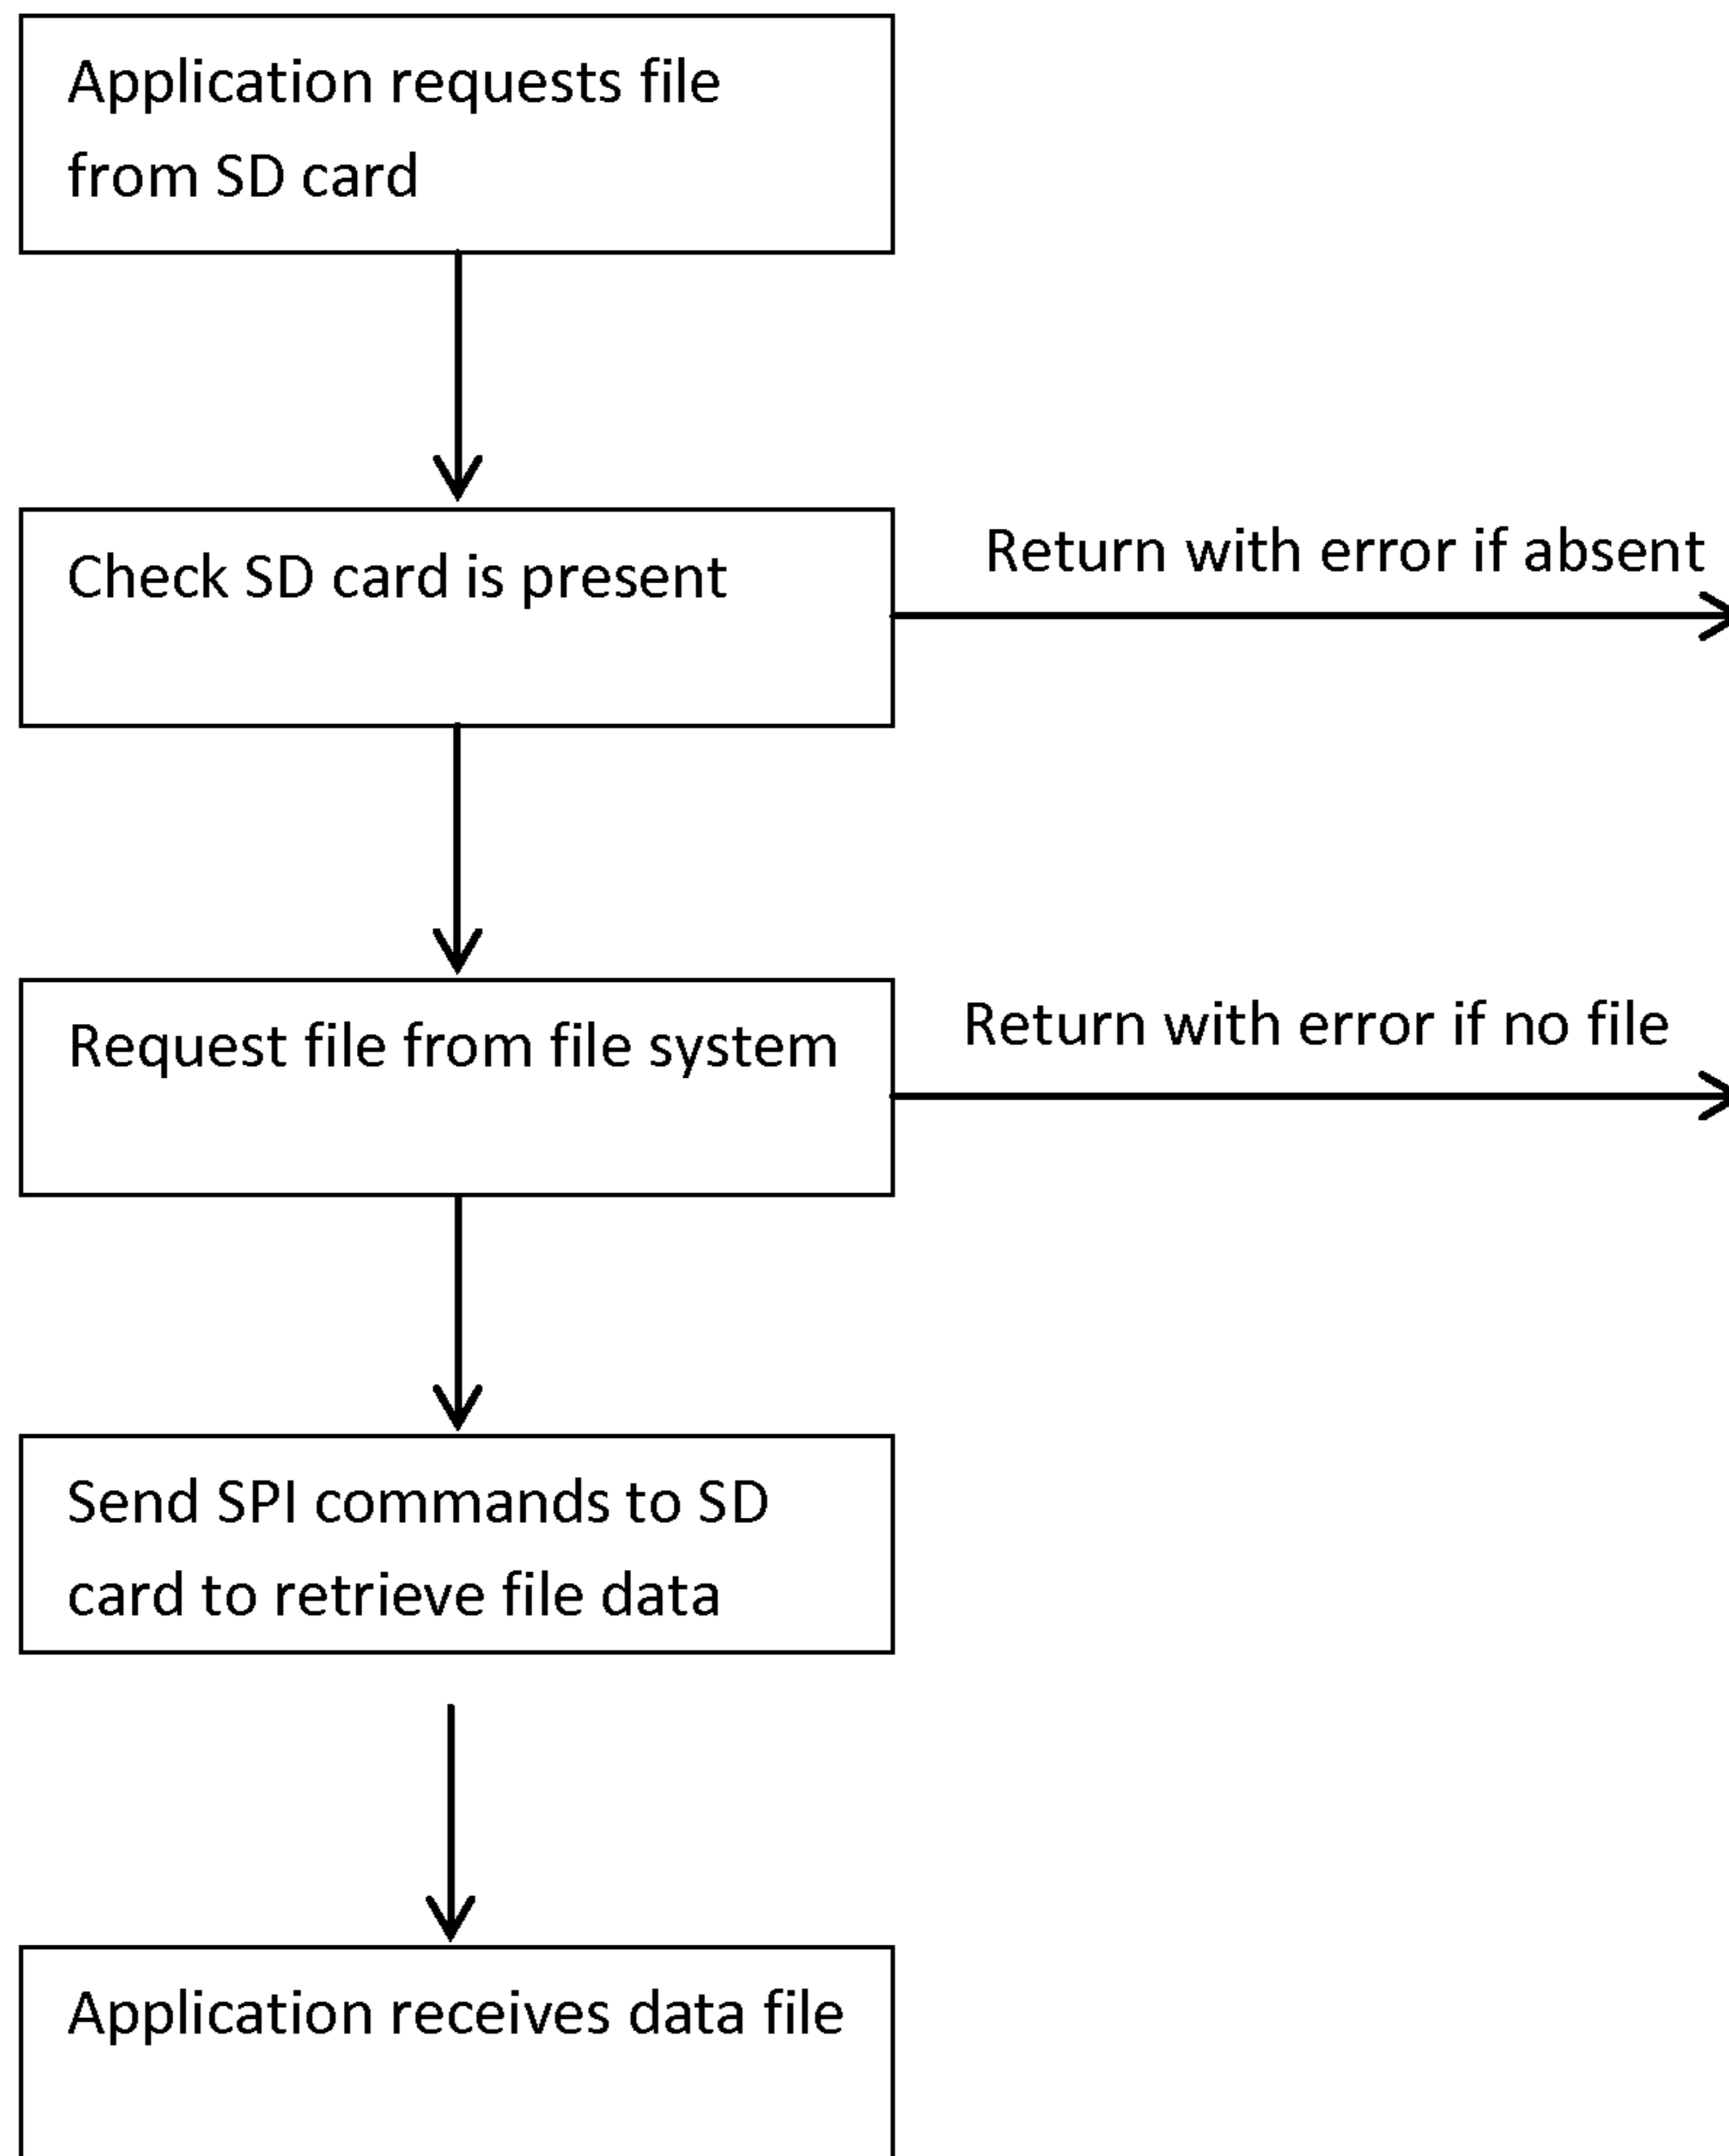 Application requests file
from SD card
Check SD card is present
Return with error if absent
Request file from file system
Return with error if no file
Send SPI commands to SD
card to retrieve file data
Application receives data file